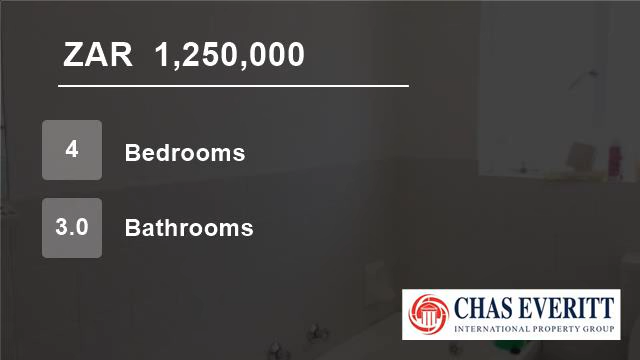 ZAR 1,250,000
4 Bedrooms
3.0 Bathrooms
CHAS EVERITT
INTERNATIONAL PROPERTY GROUP